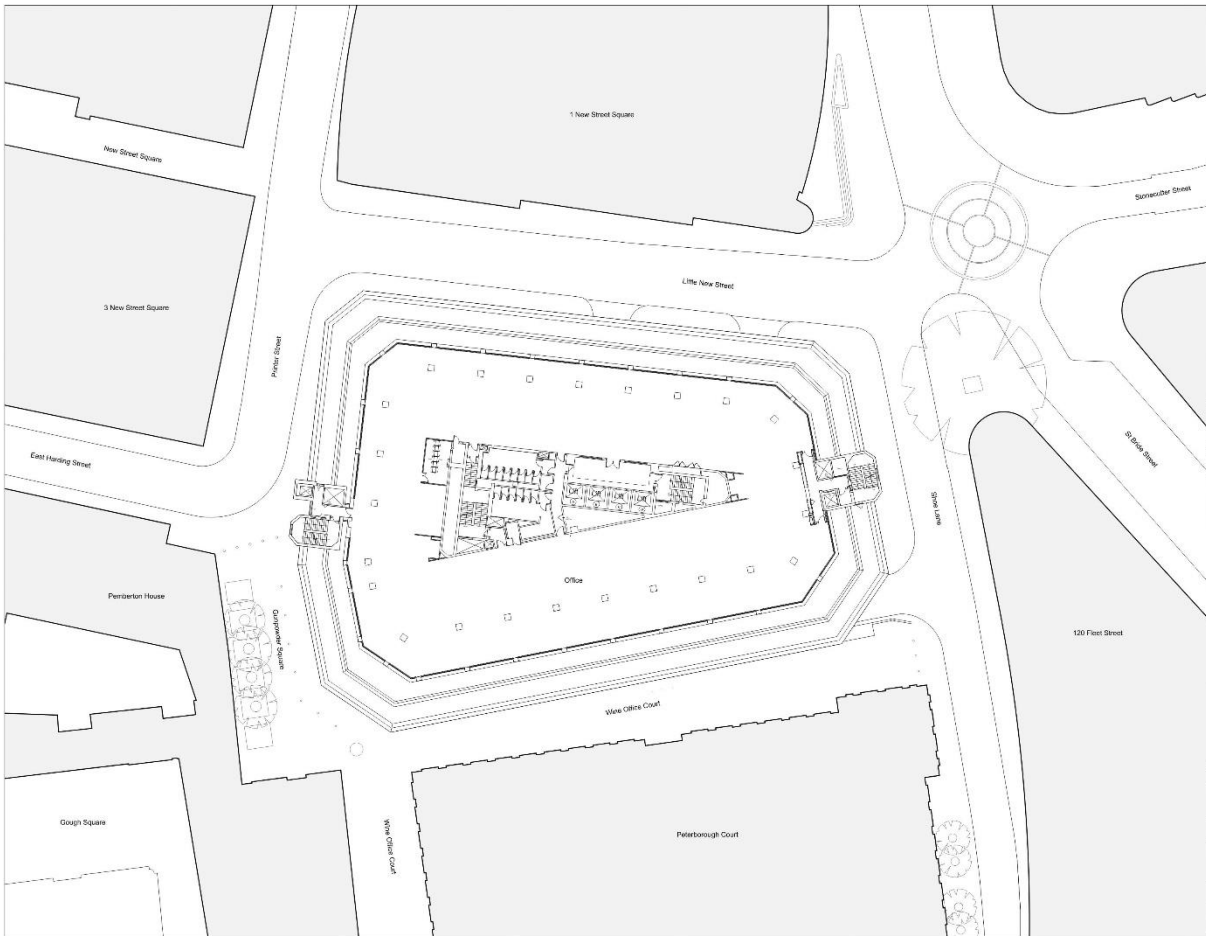 1 New Street Square
New Street Square
Stonecutter Street
Little New Street
3 New Street Square
Printer Street
East Harding Street
St Bride Street
Shoe Lane
Office
Pemberton House
Gunpowder Square
120 Fleet Street
Wine Office Court
Gough Square
Wine Office Court
Peterborough Court